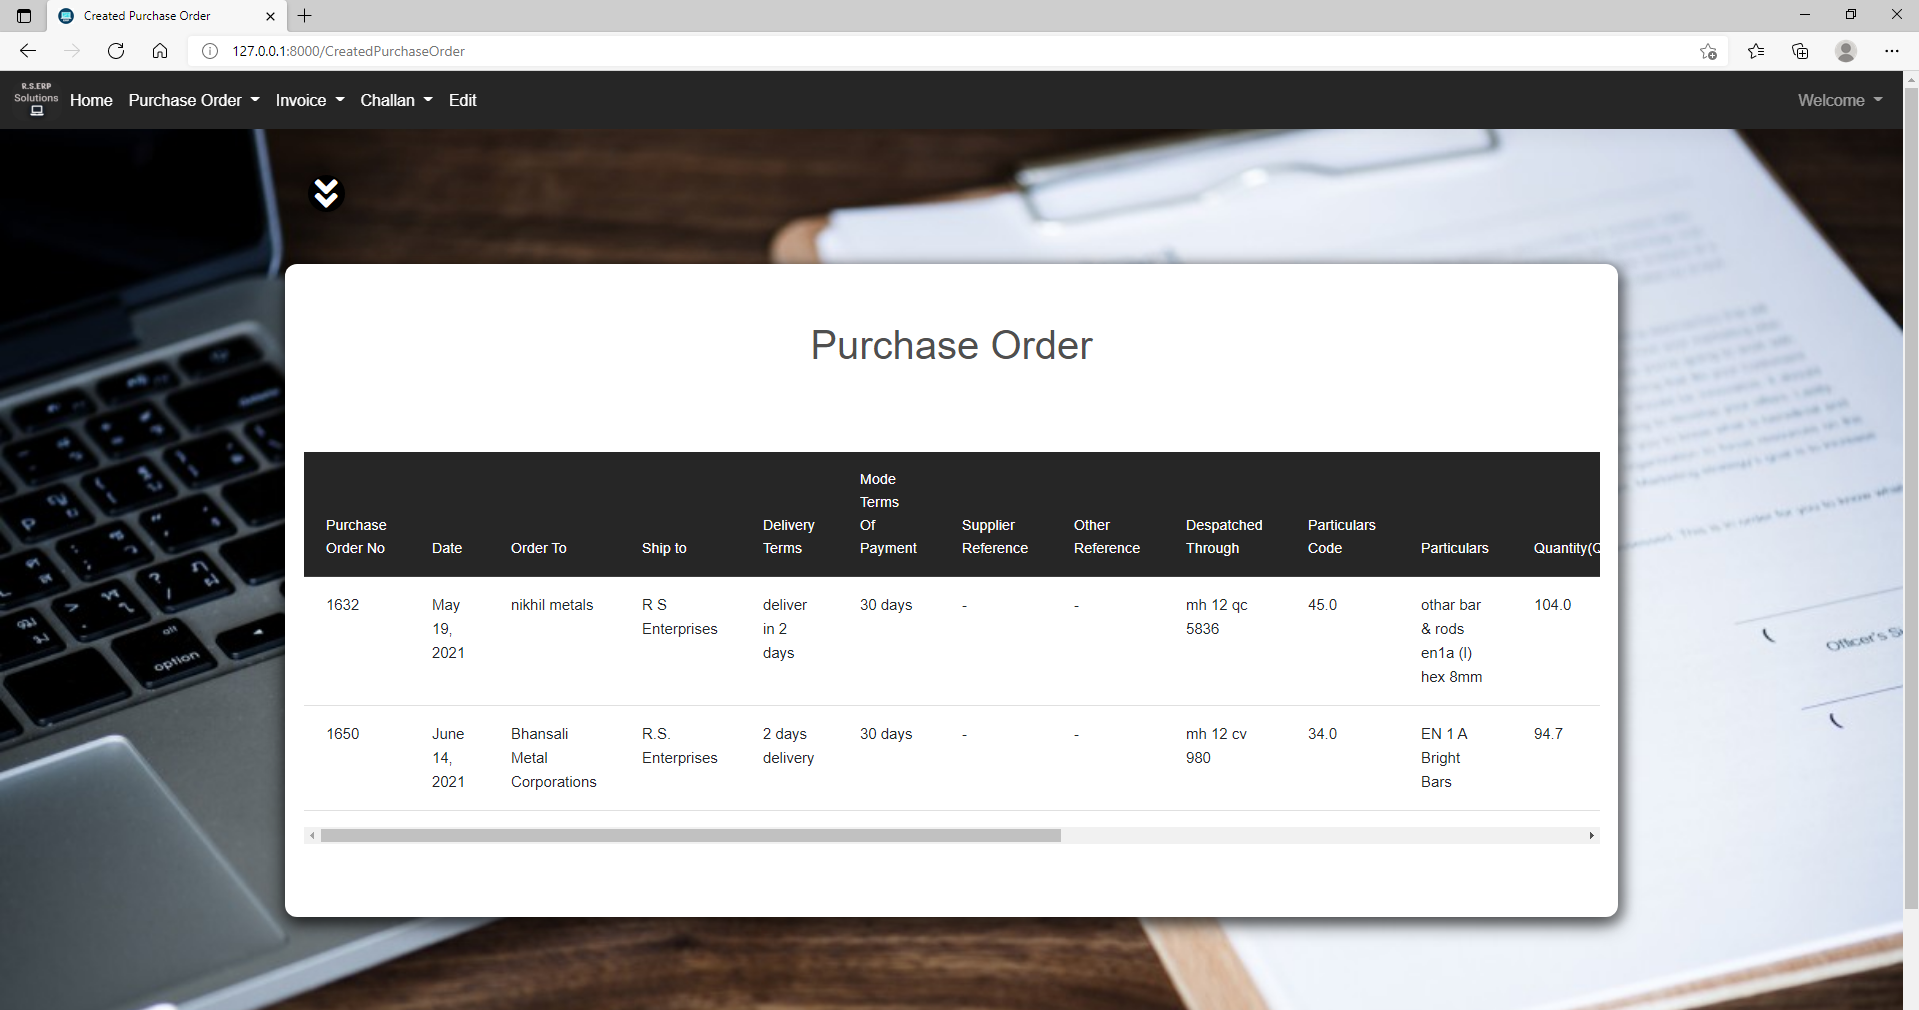 Created Purchase Order
127.0.0.1:8000/CreatedPurchaseOrder
R.S.ERP
Solutions
Home Purchase Order Invoice Challan Edit
Welcome
Purchase Order
Purchase Order No Date Order To Ship to Delivery Terms Mode Terms Of Payment Supplier Reference Other Reference Despatched Through Particulars Code Particulars Quantity(Q
1632 May 19, 2021 nikhil metals R S Enterprises deliver in 2 days 30 days - - mh 12 qc 5836 45.0 othar bar & rods en1a (l) hex 8mm 104.0
1650 June 14, 2021 Bhansali Metal Corporations R.S. Enterprises 2 days delivery 30 days - - mh 12 cv 980 34.0 EN 1 A Bright Bars 94.7
alt
option
Officer's S